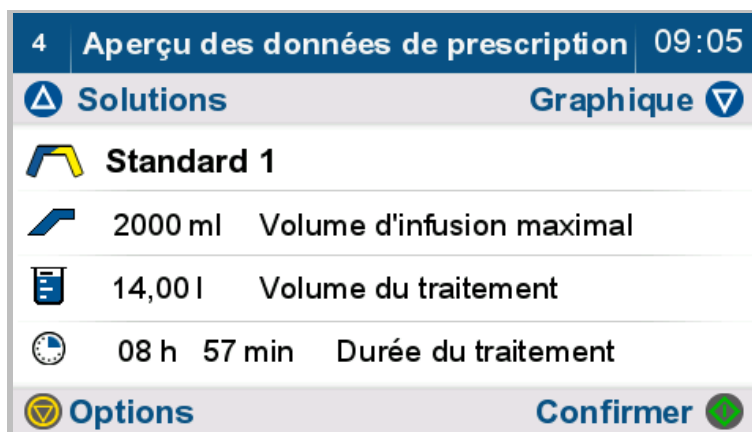 4 Aperçu des données de prescription 09:05
Solutions Graphique
Standard 1
2000 ml Volume d'infusion maximal
14,00 l Volume du traitement
08 h 57 min Durée du traitement
Options Confirmer